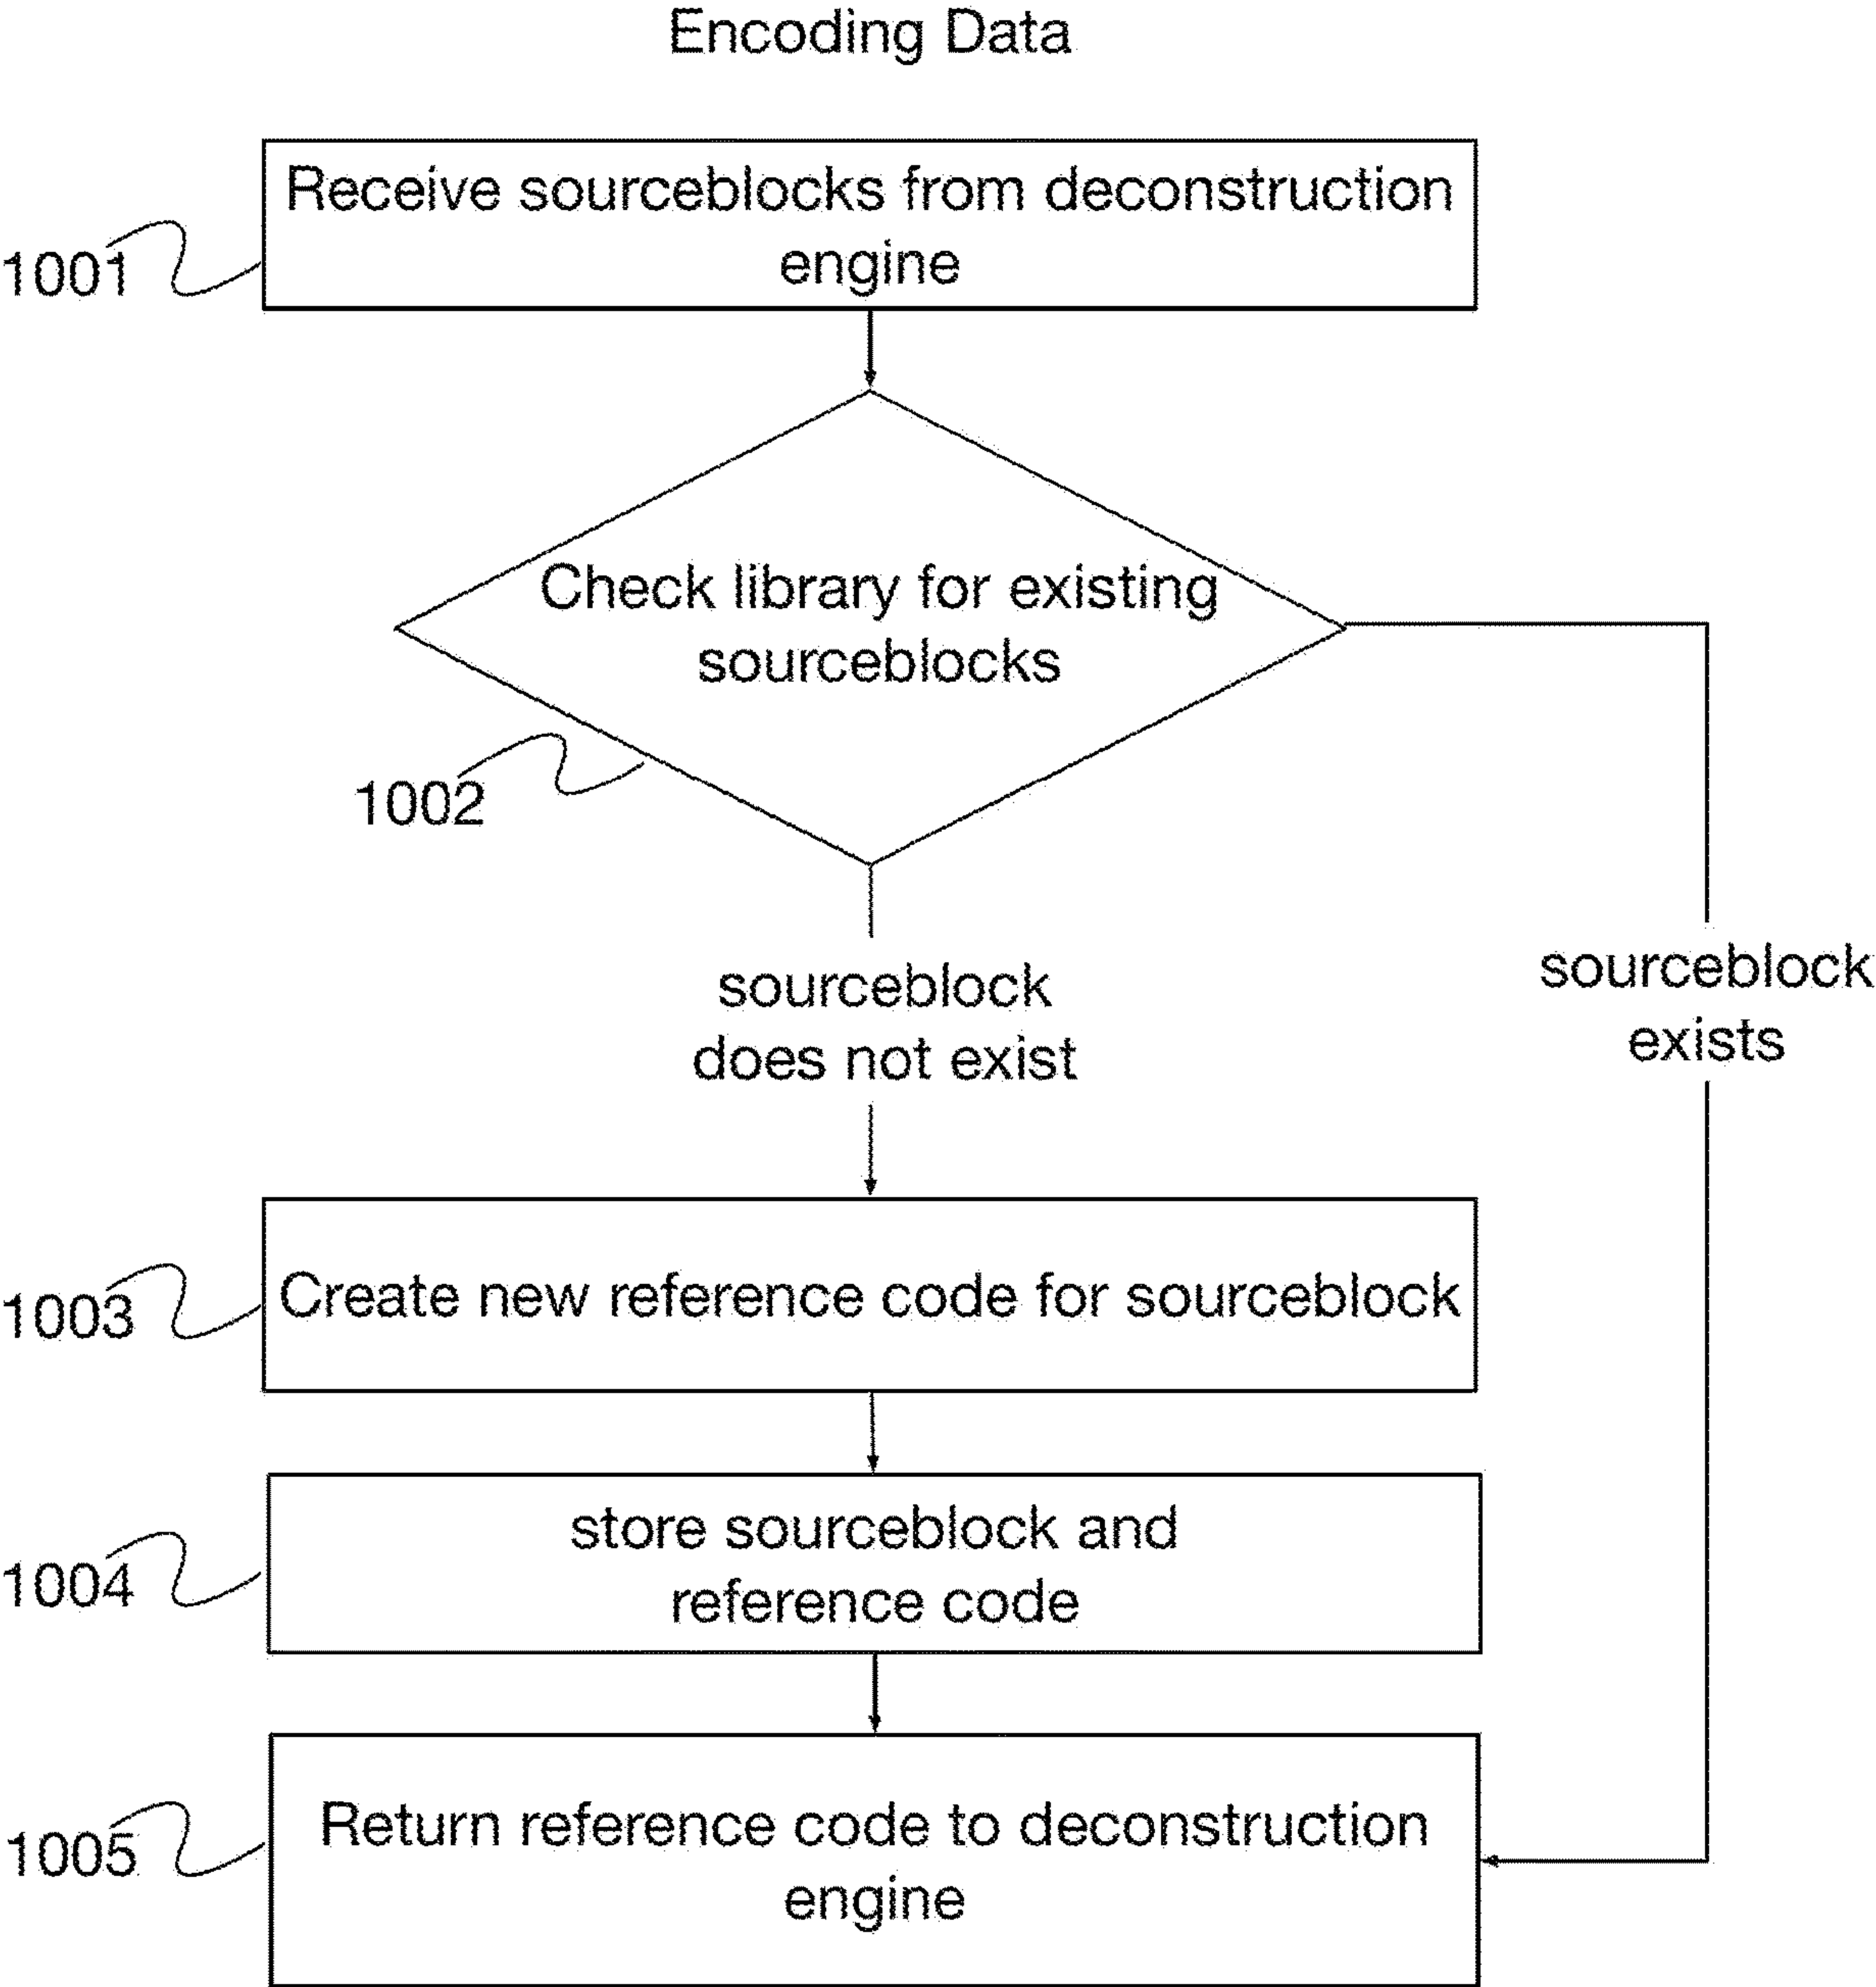 Encoding Data
Receive sourceblocks from deconstruction
engine
1001
Check library for existing
sourceblocks
1002
sourceblock
does not exist
sourceblock
exists
Create new reference code for sourceblock
1003
store sourceblock and
reference code
1004
Return reference code to deconstruction
engine
1005